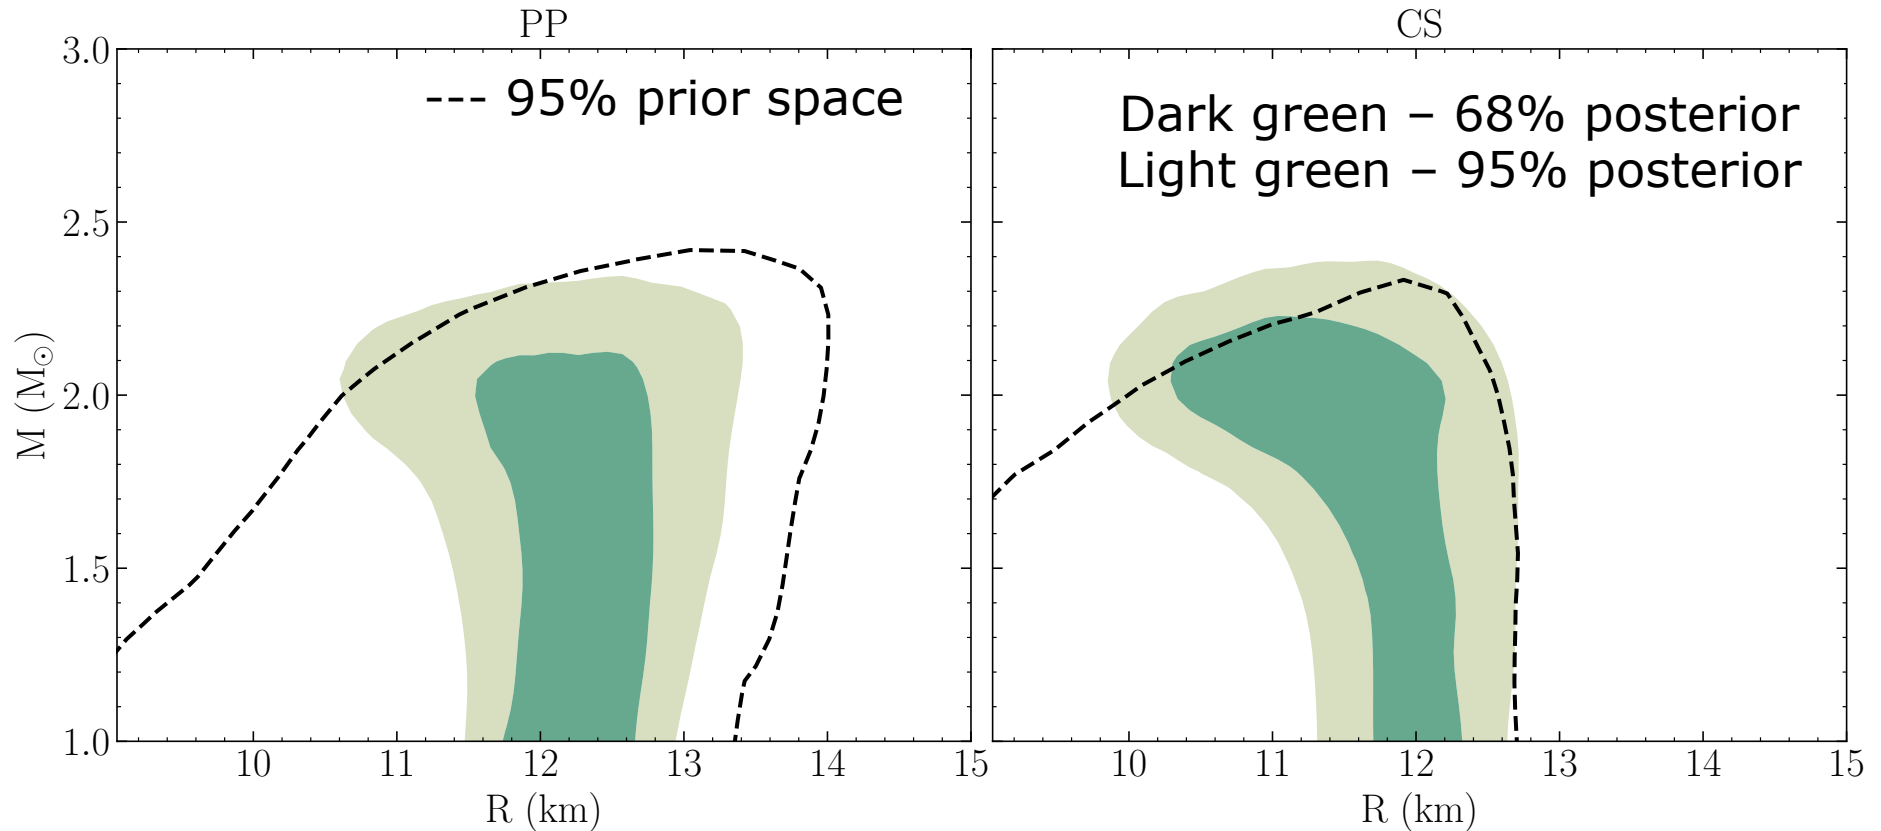 PP
CS
--- 95% prior space
Dark green – 68% posterior
Light green – 95% posterior
3.0
2.5
2.0
1.5
1.0
M (M☉)
10 11 12 13 14 15
10 11 12 13 14 15
R (km)
R (km)